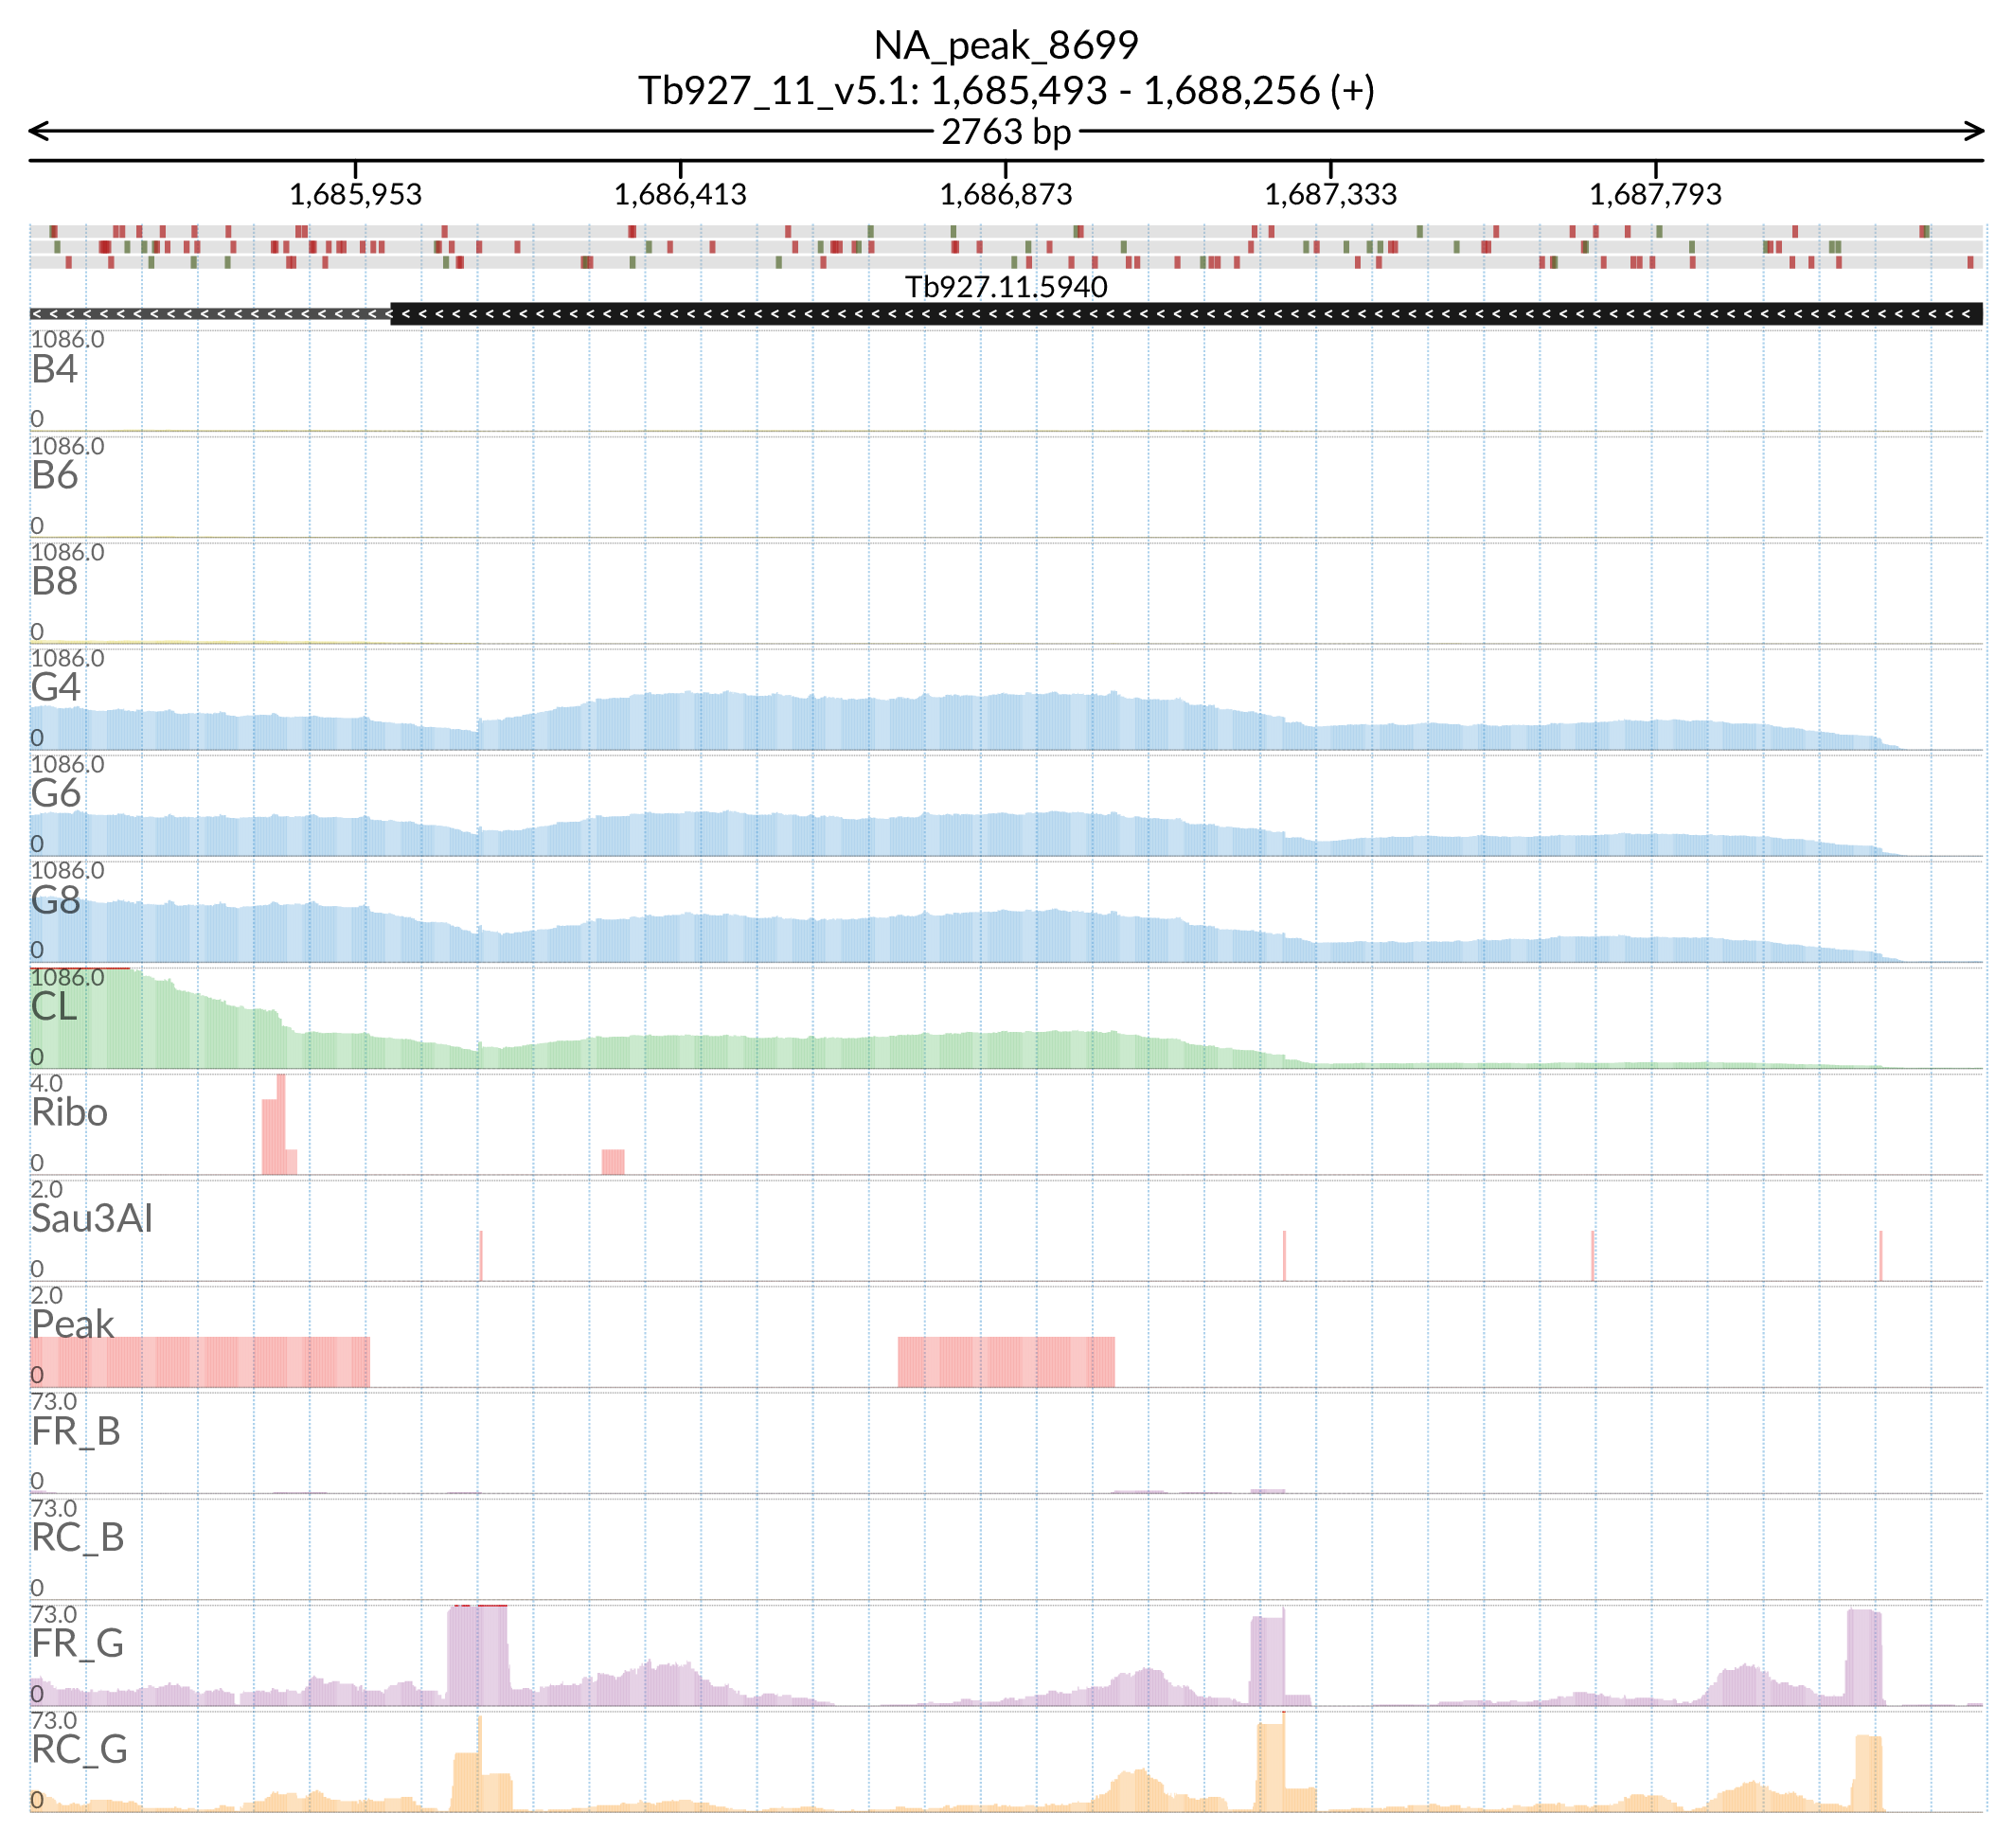 NA_peak_8699
Tb927_11_v5.1: 1,685,493 - 1,688,256 (+)
2763 bp
1,685,953 1,686,413 1,686,873 1,687,333 1,687,793
Tb927.11.5940
1086.0
B4
0
1086.0
B6
0
1086.0
B8
0
1086.0
G4
0
1086.0
G6
0
1086.0
G8
0
1086.0
CL
0
4.0
Ribo
0
2.0
Sau3AI
0
2.0
Peak
0
73.0
FR_B
0
73.0
RC_B
0
73.0
FR_G
0
73.0
RC_G
0